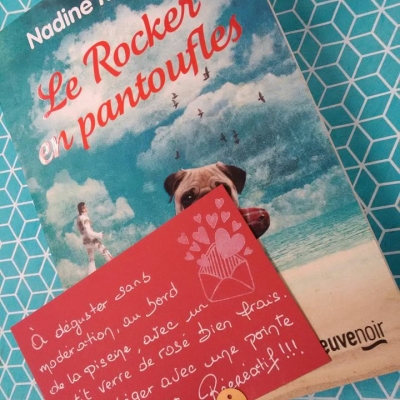 Nadine
Le Rocker
en pantoufles
À déguster sans
modération, au bord
de la piscine, avec un
verre de rosé bien frais.
avec une pointe
Récréatif !!!